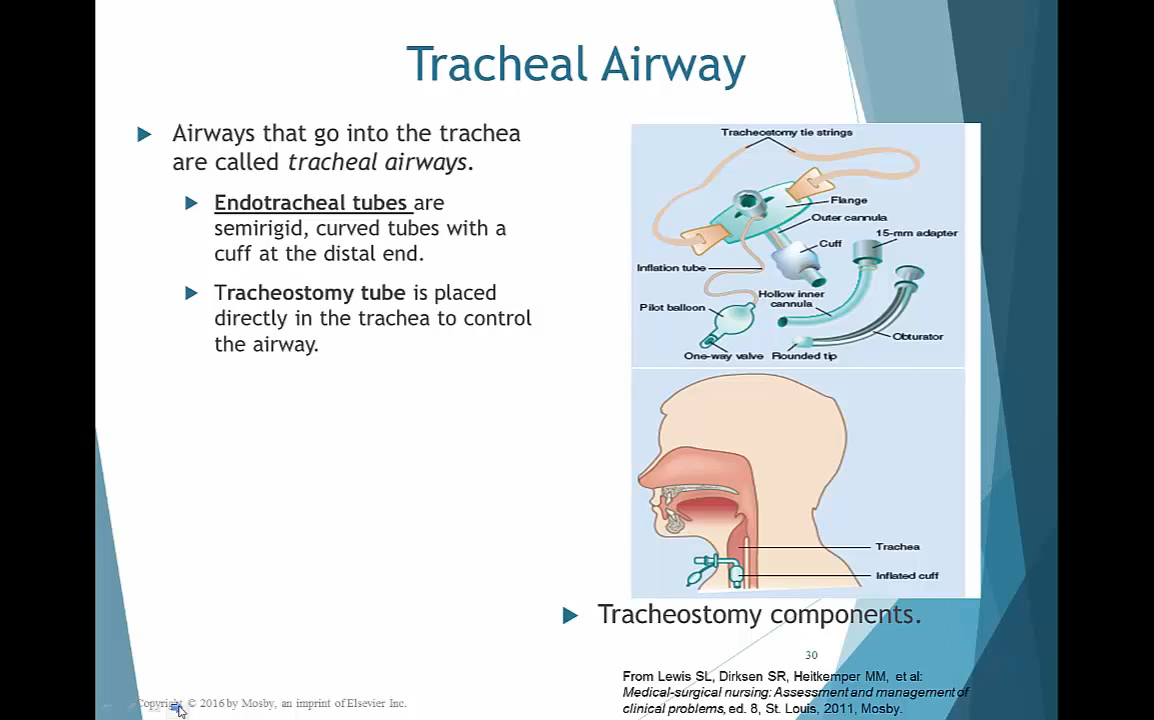 Tracheal Airway
Airways that go into the trachea
are called tracheal airways.
Endotracheal tubes are
semirigid, curved tubes with a
cuff at the distal end.
Tracheostomy tube is placed
directly in the trachea to control
the airway.
Tracheostomy tie strings
Flange
Outer cannula
15-mm adapter
Cuff
Inflation tube
Hollow inner
cannula
Pilot balloon
Obturator
One-way valve
Rounded tip
Trachea
Inflated cuff
Tracheostomy components.
30
From Lewis SL, Dirksen SR, Heitkemper MM, et al:
Medical-surgical nursing: Assessment and management of
clinical problems, ed. 8, St. Louis, 2011, Mosby.
Copyright © 2016 by Mosby, an imprint of Elsevier Inc.